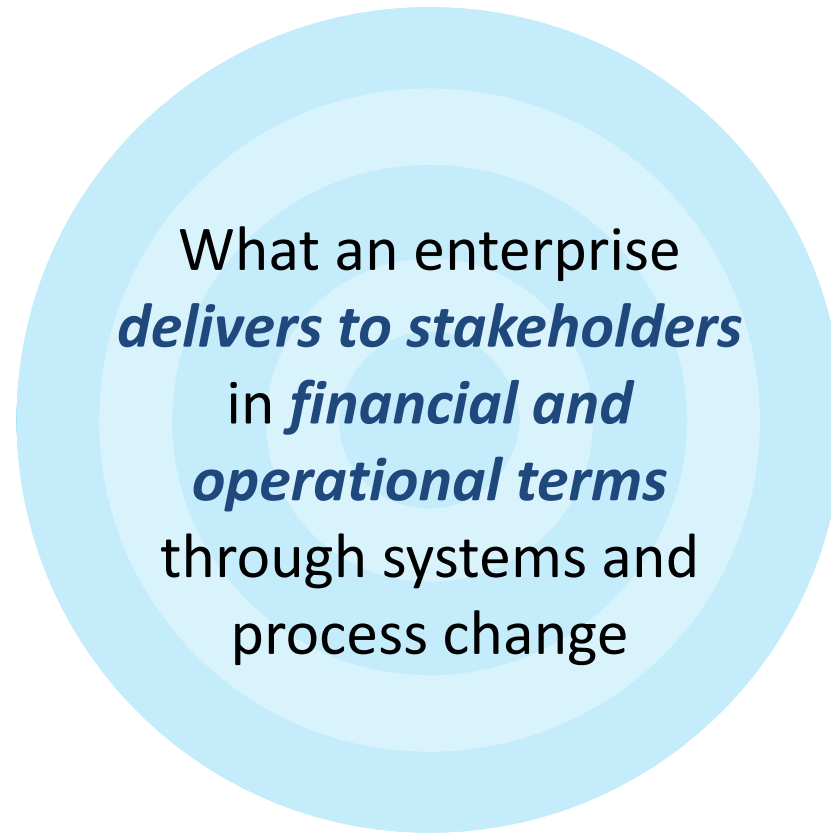 What an enterprise
delivers to stakeholders
in financial and
operational terms
through systems and
process change